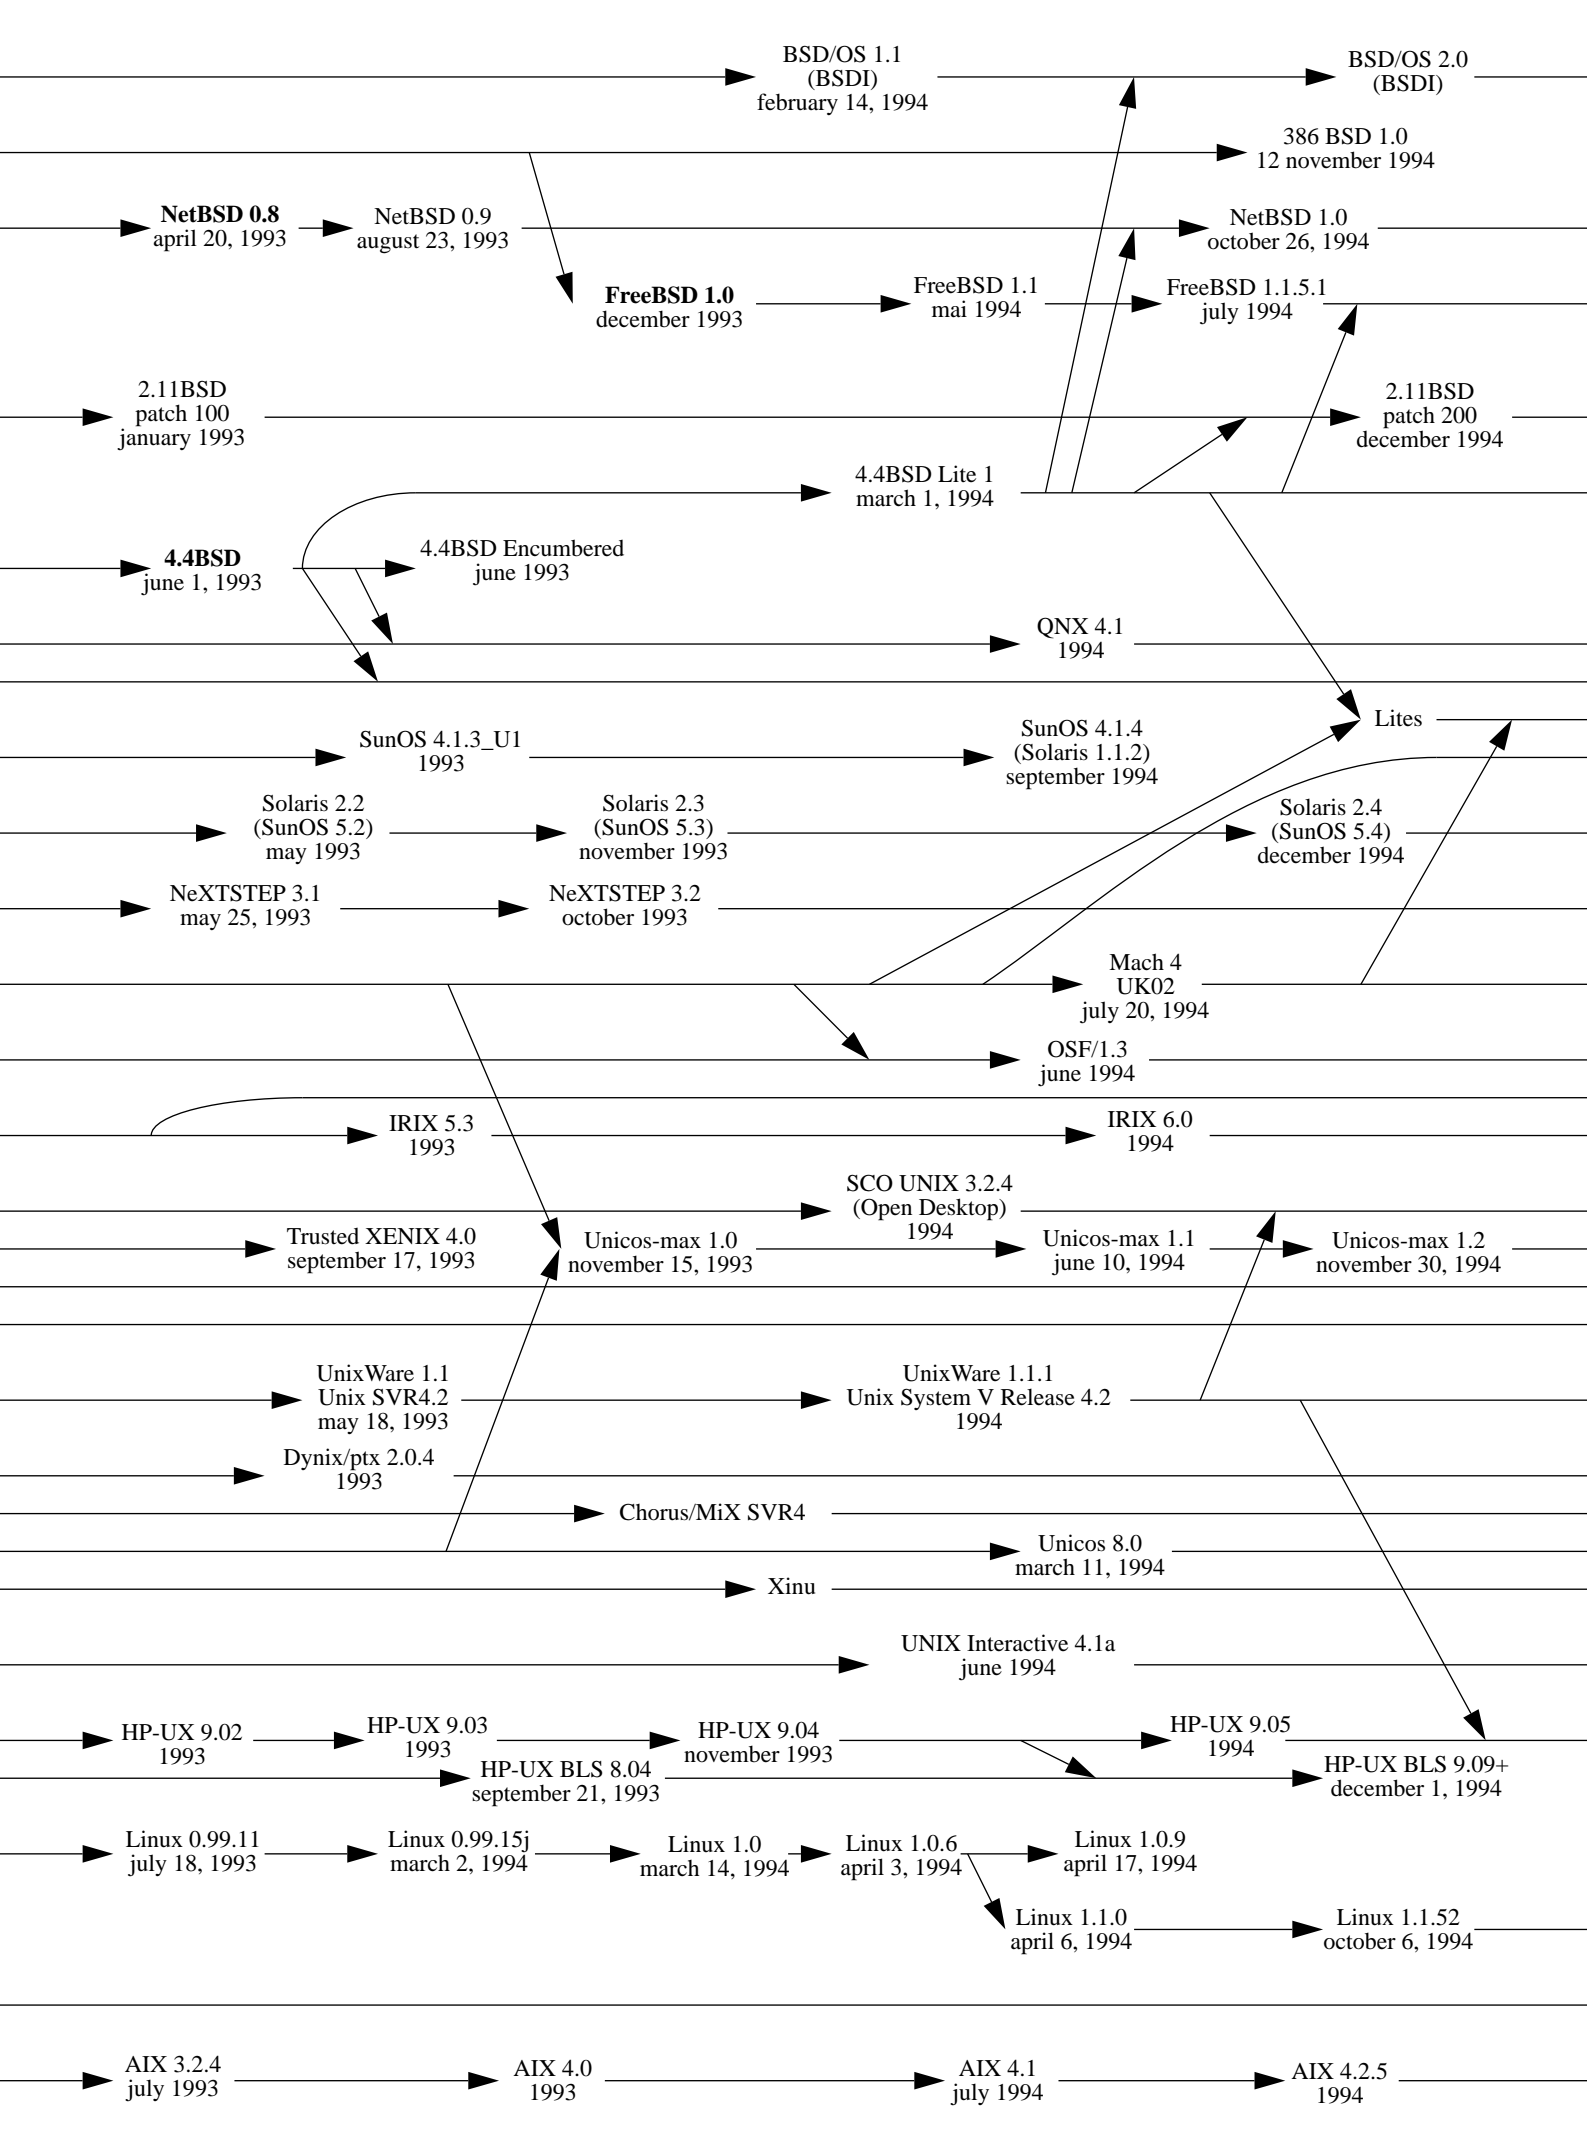 BSD/OS 1.1
(BSDI)
february 14, 1994
BSD/OS 2.0
(BSDI)
386 BSD 1.0
12 november 1994
NetBSD 0.8
april 20, 1993
NetBSD 0.9
august 23, 1993
NetBSD 1.0
october 26, 1994
FreeBSD 1.0
december 1993
FreeBSD 1.1
mai 1994
FreeBSD 1.1.5.1
july 1994
2.11BSD
patch 100
january 1993
2.11BSD
patch 200
december 1994
4.4BSD Lite 1
march 1, 1994
4.4BSD
june 1, 1993
4.4BSD Encumbered
june 1993
QNX 4.1
1994
Lites
SunOS 4.1.3_U1
1993
SunOS 4.1.4
(Solaris 1.1.2)
september 1994
Solaris 2.2
(SunOS 5.2)
may 1993
Solaris 2.3
(SunOS 5.3)
november 1993
Solaris 2.4
(SunOS 5.4)
december 1994
NeXTSTEP 3.1
may 25, 1993
NeXTSTEP 3.2
october 1993
Mach 4
UK02
july 20, 1994
OSF/1.3
june 1994
IRIX 5.3
1993
IRIX 6.0
1994
SCO UNIX 3.2.4
(Open Desktop)
1994
Trusted XENIX 4.0
september 17, 1993
Unicos-max 1.0
november 15, 1993
Unicos-max 1.1
june 10, 1994
Unicos-max 1.2
november 30, 1994
UnixWare 1.1
Unix SVR4.2
may 18, 1993
UnixWare 1.1.1
Unix System V Release 4.2
1994
Dynix/ptx 2.0.4
1993
Chorus/MiX SVR4
Unicos 8.0
march 11, 1994
Xinu
UNIX Interactive 4.1a
june 1994
HP-UX 9.02
1993
HP-UX 9.03
1993
HP-UX 9.04
november 1993
HP-UX 9.05
1994
HP-UX BLS 8.04
september 21, 1993
HP-UX BLS 9.09+
december 1, 1994
Linux 0.99.11
july 18, 1993
Linux 0.99.15j
march 2, 1994
Linux 1.0
march 14, 1994
Linux 1.0.6
april 3, 1994
Linux 1.0.9
april 17, 1994
Linux 1.1.0
april 6, 1994
Linux 1.1.52
october 6, 1994
AIX 3.2.4
july 1993
AIX 4.0
1993
AIX 4.1
july 1994
AIX 4.2.5
1994